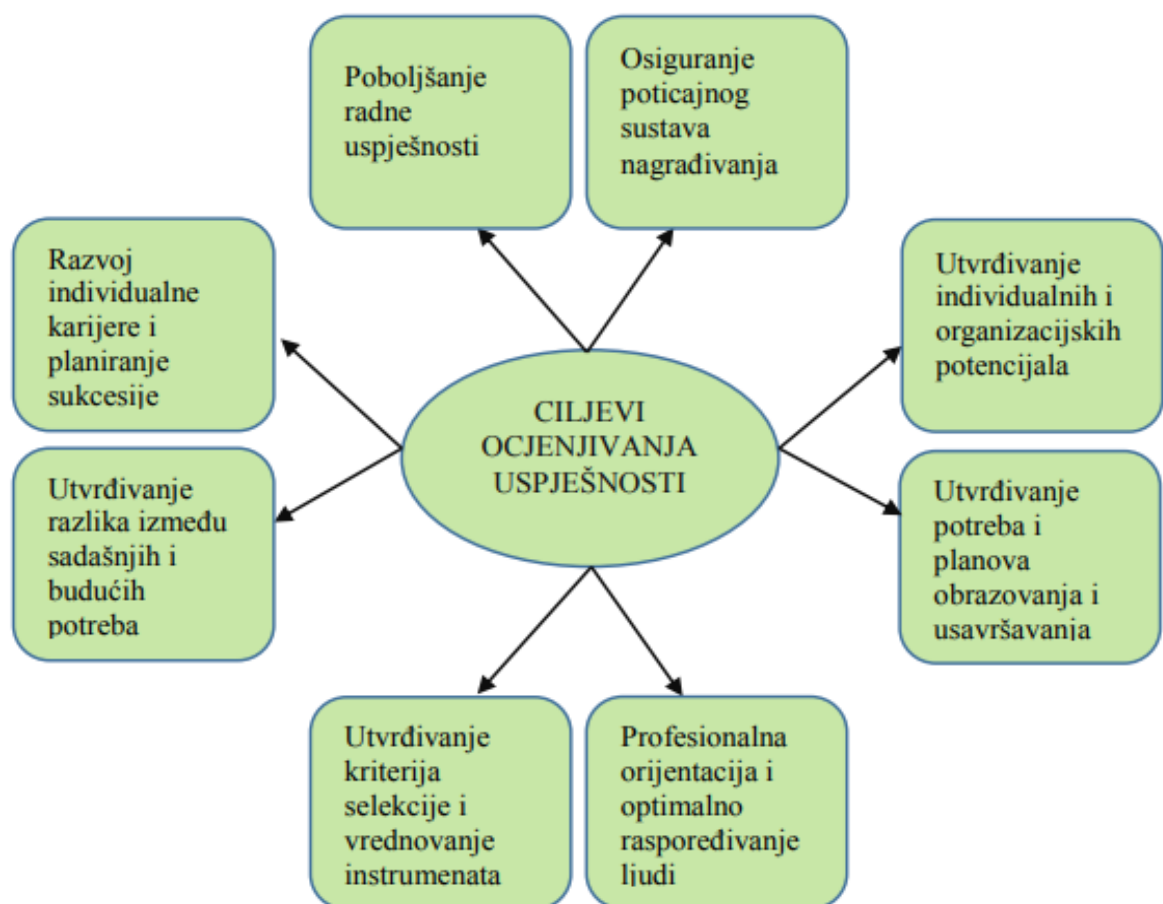 Poboljšanje
radne
uspješnosti
Osiguranje
poticajnog
sustava
nagrađivanja
Razvoj
individualne
karijere i
planiranje
sukcesije
Utvrđivanje
individualnih i
organizacijskih
potencijala
CILJEVI
OCJENJIVANJA
USPJEŠNOSTI
Utvrđivanje
razlika između
sadašnjih i
budućih
potreba
Utvrđivanje
potreba i
planova
obrazovanja i
usavršavanja
Utvrđivanje
kriterija
selekcije i
vrednovanje
instrumenata
Profesionalna
orijentacija i
optimalno
raspoređivanje
ljudi